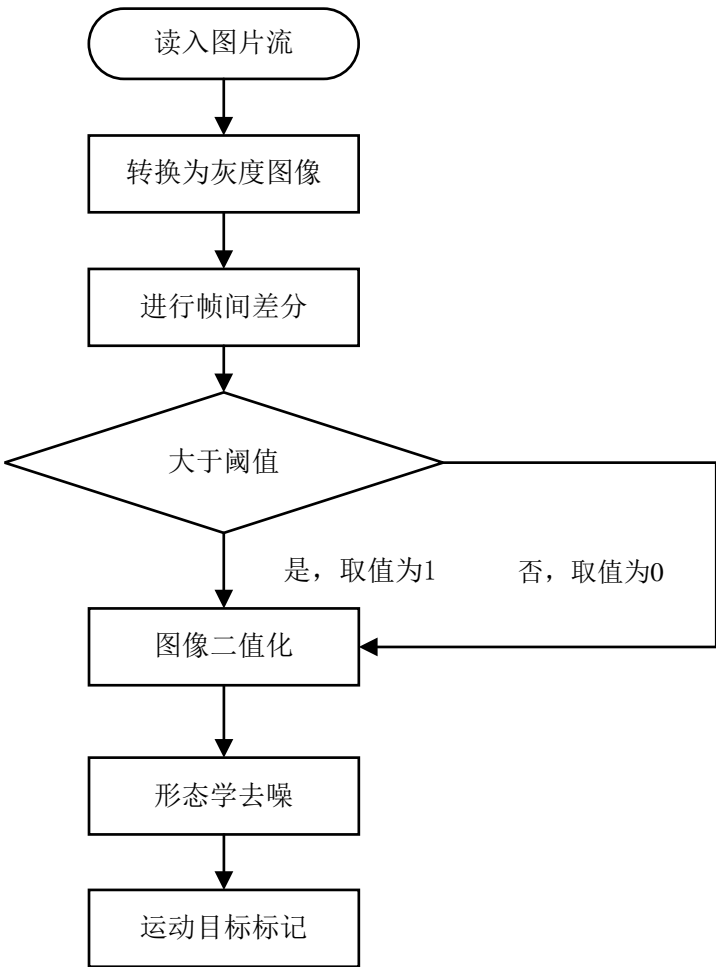 读入图片流
转换为灰度图像
进行帧间差分
大于阈值
是，取值为1
否，取值为0
图像二值化
形态学去噪
运动目标标记